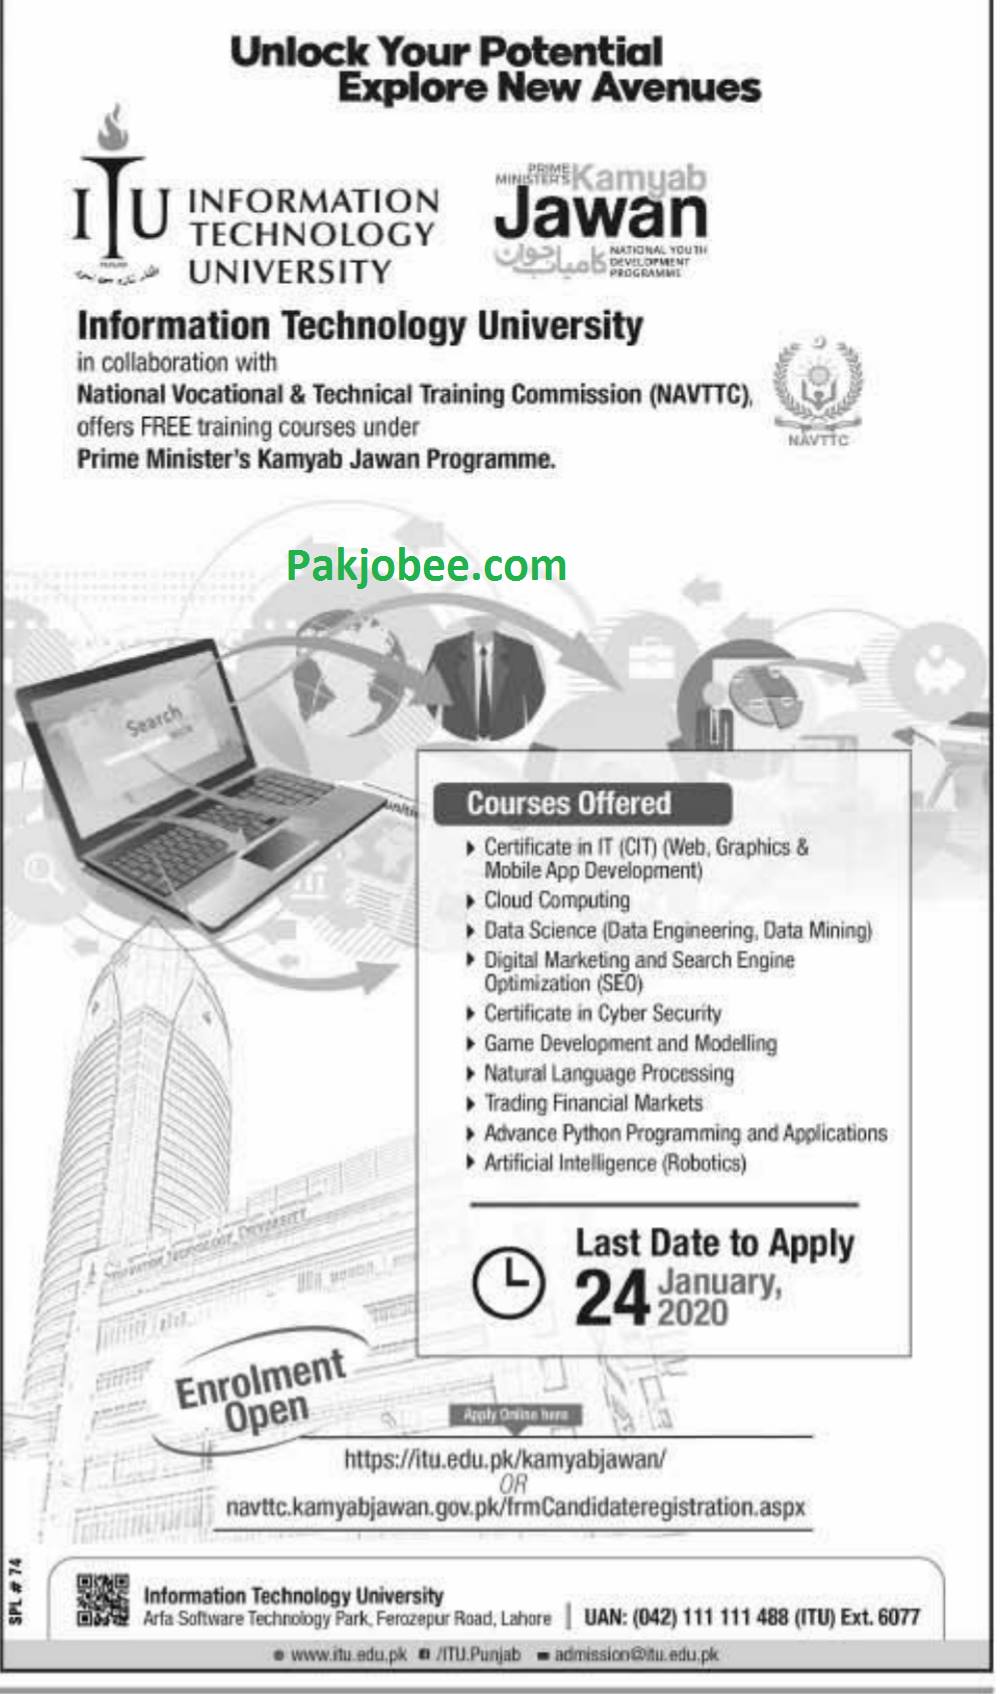 Unlock Your Potential
Explore New Avenues
ITU
INFORMATION
TECHNOLOGY
UNIVERSITY
PRIME
MINISTER'S Kamyab
Jawan
کامیاب جوان
NATIONAL YOUTH
DEVELOPMENT
PROGRAMME
Information Technology University
in collaboration with
National Vocational & Technical Training Commission (NAVTTC),
offers FREE training courses under
Prime Minister's Kamyab Jawan Programme.
NAVTTC
Pakjobee.com
Search
Courses Offered
Certificate in IT (CIT) (Web, Graphics &
Mobile App Development)
Cloud Computing
Data Science (Data Engineering, Data Mining)
Digital Marketing and Search Engine
Optimization (SEO)
Certificate in Cyber Security
Game Development and Modelling
Natural Language Processing
Trading Financial Markets
Advance Python Programming and Applications
Artificial Intelligence (Robotics)
Last Date to Apply
24 January,
2020
INFORMATION TECHNOLOGY UNIVERSITY
Enrolment
Open
Apply Online here
https://itu.edu.pk/kamyabjawan/
OR
navttc.kamyabjawan.gov.pk/frmCandidateregistration.aspx
SPL # 74
Information Technology University
Arfa Software Technology Park, Ferozepur Road, Lahore | UAN: (042) 111 111 488 (ITU) Ext. 6077
www.itu.edu.pk /ITU.Punjab admission@itu.edu.pk